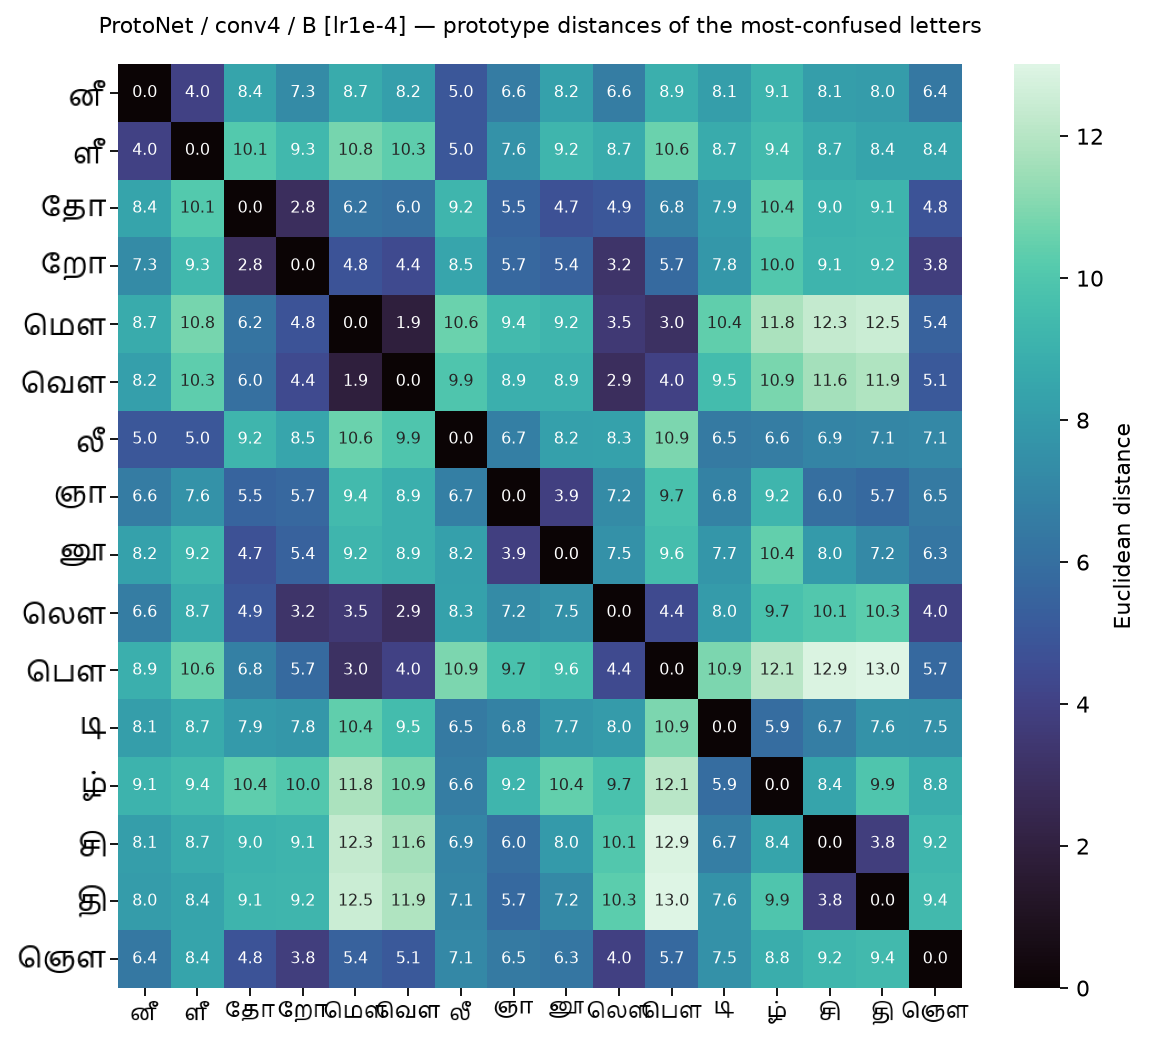 ProtoNet / conv4 / B [lr1e-4] — prototype distances of the most-confused letters
னீ 0.0 4.0 8.4 7.3 8.7 8.2 5.0 6.6 8.2 6.6 8.9 8.1 9.1 8.1 8.0 6.4
ளீ 4.0 0.0 10.1 9.3 10.8 10.3 5.0 7.6 9.2 8.7 10.6 8.7 9.4 8.7 8.4 8.4
தோ 8.4 10.1 0.0 2.8 6.2 6.0 9.2 5.5 4.7 4.9 6.8 7.9 10.4 9.0 9.1 4.8
றோ 7.3 9.3 2.8 0.0 4.8 4.4 8.5 5.7 5.4 3.2 5.7 7.8 10.0 9.1 9.2 3.8
மௌ 8.7 10.8 6.2 4.8 0.0 1.9 10.6 9.4 9.2 3.5 3.0 10.4 11.8 12.3 12.5 5.4
வௌ 8.2 10.3 6.0 4.4 1.9 0.0 9.9 8.9 8.9 2.9 4.0 9.5 10.9 11.6 11.9 5.1
லீ 5.0 5.0 9.2 8.5 10.6 9.9 0.0 6.7 8.2 8.3 10.9 6.5 6.6 6.9 7.1 7.1
ஞா 6.6 7.6 5.5 5.7 9.4 8.9 6.7 0.0 3.9 7.2 9.7 6.8 9.2 6.0 5.7 6.5
னூ 8.2 9.2 4.7 5.4 9.2 8.9 8.2 3.9 0.0 7.5 9.6 7.7 10.4 8.0 7.2 6.3
லௌ 6.6 8.7 4.9 3.2 3.5 2.9 8.3 7.2 7.5 0.0 4.4 8.0 9.7 10.1 10.3 4.0
பௌ 8.9 10.6 6.8 5.7 3.0 4.0 10.9 9.7 9.6 4.4 0.0 10.9 12.1 12.9 13.0 5.7
டி 8.1 8.7 7.9 7.8 10.4 9.5 6.5 6.8 7.7 8.0 10.9 0.0 5.9 6.7 7.6 7.5
ழ் 9.1 9.4 10.4 10.0 11.8 10.9 6.6 9.2 10.4 9.7 12.1 5.9 0.0 8.4 9.9 8.8
சி 8.1 8.7 9.0 9.1 12.3 11.6 6.9 6.0 8.0 10.1 12.9 6.7 8.4 0.0 3.8 9.2
தி 8.0 8.4 9.1 9.2 12.5 11.9 7.1 5.7 7.2 10.3 13.0 7.6 9.9 3.8 0.0 9.4
ஞௌ 6.4 8.4 4.8 3.8 5.4 5.1 7.1 6.5 6.3 4.0 5.7 7.5 8.8 9.2 9.4 0.0
னீ ளீ தோ றோ மௌ வௌ லீ ஞா னூ லௌ பௌ டி ழ் சி தி ஞௌ
12
10
8
6
4
2
0
Euclidean distance